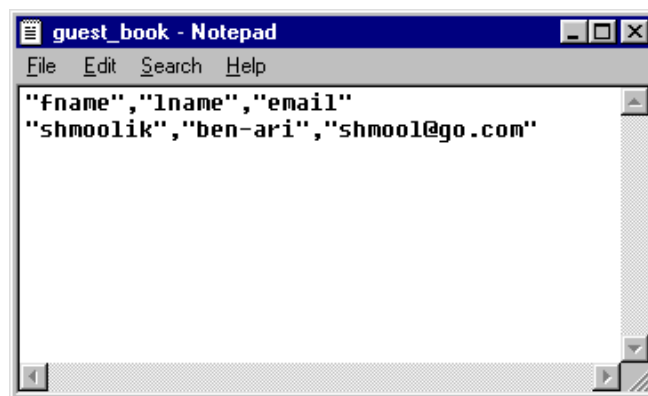 guest_book - Notepad
File Edit Search Help
"fname","lname","email"
"shmoolik","ben-ari","shmool@go.com"